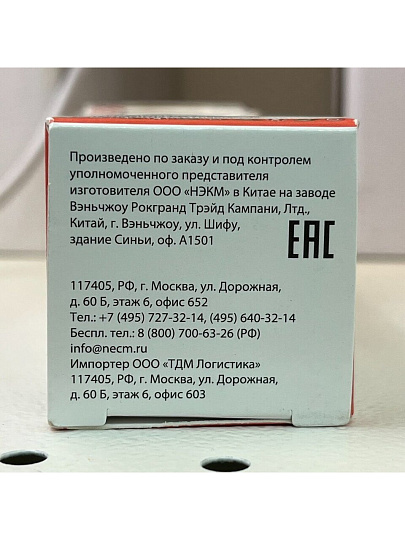 Произведено по заказу и под контролем
уполномоченного представителя
изготовителя ООО «НЭКМ» в Китае на заводе
Вэньчжоу Рокгранд Трэйд Кампани, Лтд.,
Китай, г. Вэньчжоу, ул. Шифу,
здание Синьи, оф. А1501
EAC
117405, РФ, г. Москва, ул. Дорожная,
д. 60 Б, этаж 6, офис 652
Тел.: +7 (495) 727-32-14, (495) 640-32-14
Беспл. тел.: 8 (800) 700-63-26 (РФ)
info@necm.ru
Импортер ООО «ТДМ Логистика»
117405, РФ, г. Москва, ул. Дорожная,
д. 60 Б, этаж 6, офис 603